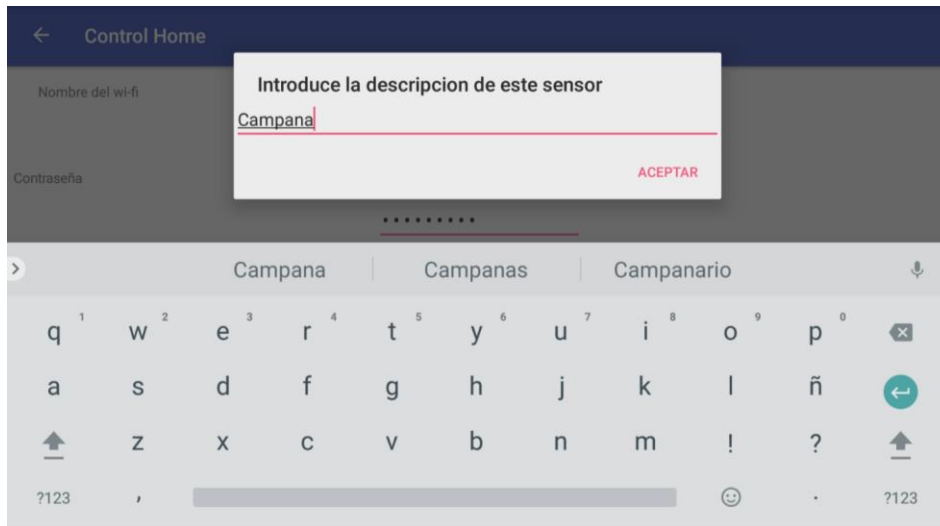 Control Home
Introduce la descripcion de este sensor
Nombre del wi-fi
Campana
ACEPTAR
Contraseña
•••••••••
Campana Campanas Campanario
q 1 w 2 e 3 r 4 t 5 y 6 u 7 i 8 o 9 p 0
a s d f g h j k l ñ
z x c v b n m ! ?
?123 , . ?123